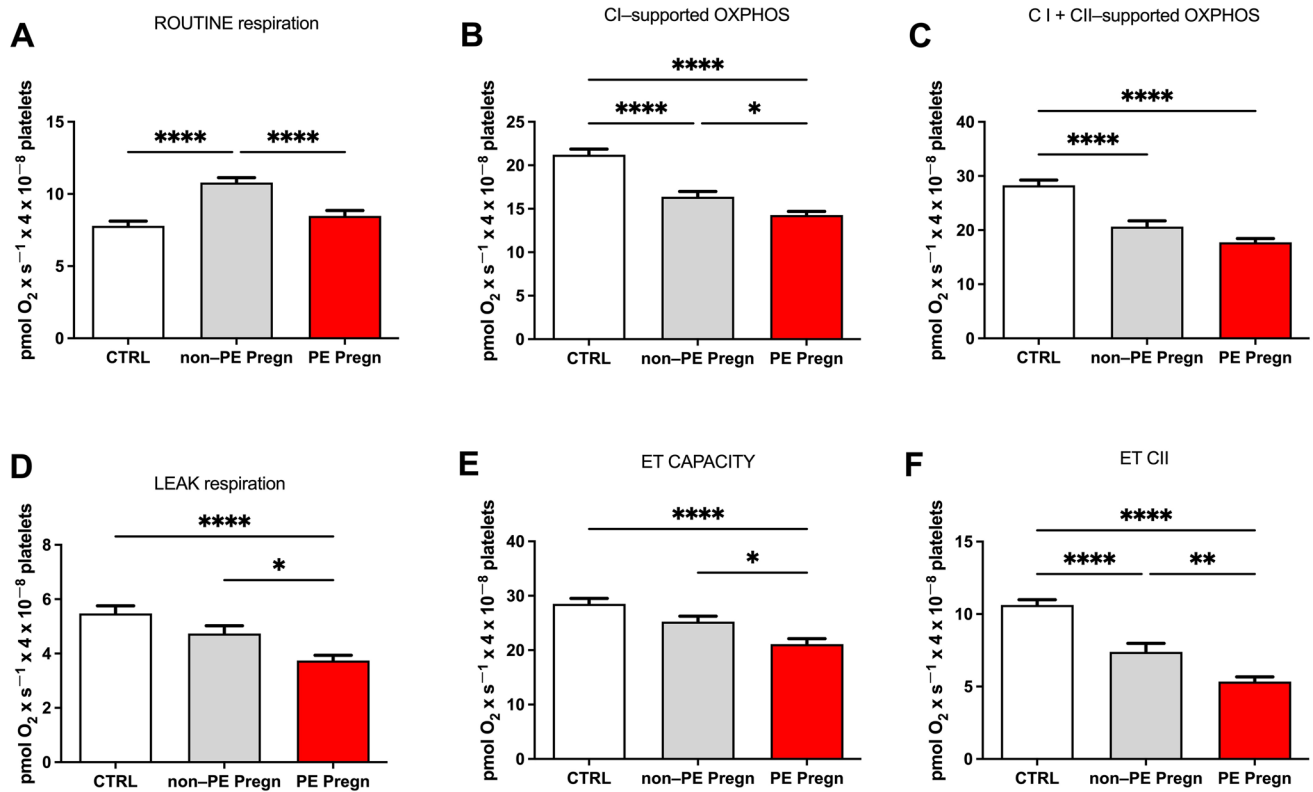 A
ROUTINE respiration
pmol O₂ x s⁻¹ x 4 x 10⁻⁸ platelets
15
10
5
0
**** ****
CTRL non–PE Pregn PE Pregn
B
CI–supported OXPHOS
pmol O₂ x s⁻¹ x 4 x 10⁻⁸ platelets
25
20
15
10
5
0
****
**** *
CTRL non–PE Pregn PE Pregn
C
C I + CII–supported OXPHOS
pmol O₂ x s⁻¹ x 4 x 10⁻⁸ platelets
40
30
20
10
0
****
****
CTRL non–PE Pregn PE Pregn
D
LEAK respiration
pmol O₂ x s⁻¹ x 4 x 10⁻⁸ platelets
8
6
4
2
0
****
*
CTRL non–PE Pregn PE Pregn
E
ET CAPACITY
pmol O₂ x s⁻¹ x 4 x 10⁻⁸ platelets
40
30
20
10
0
****
*
CTRL non–PE Pregn PE Pregn
F
ET CII
pmol O₂ x s⁻¹ x 4 x 10⁻⁸ platelets
15
10
5
0
****
**** **
CTRL non–PE Pregn PE Pregn